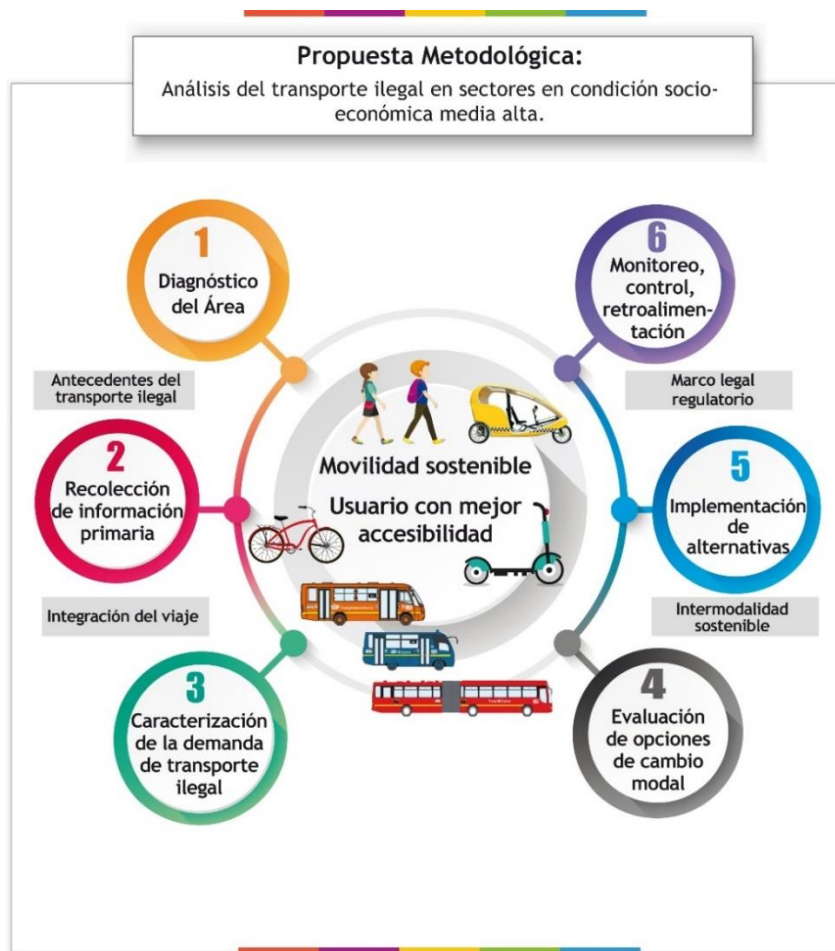 Propuesta Metodológica:
Análisis del transporte ilegal en sectores en condición socio-
económica media alta.
1
Diagnóstico
del Área
Antecedentes del
transporte ilegal
2
Recolección
de información
primaria
Integración del viaje
3
Caracterización
de la demanda
de transporte
ilegal
Movilidad sostenible
Usuario con mejor
accesibilidad
6
Monitoreo,
control,
retroalimen-
tación
Marco legal
regulatorio
5
Implementación
de
alternativas
Intermodalidad
sostenible
4
Evaluación
de opciones
de cambio
modal